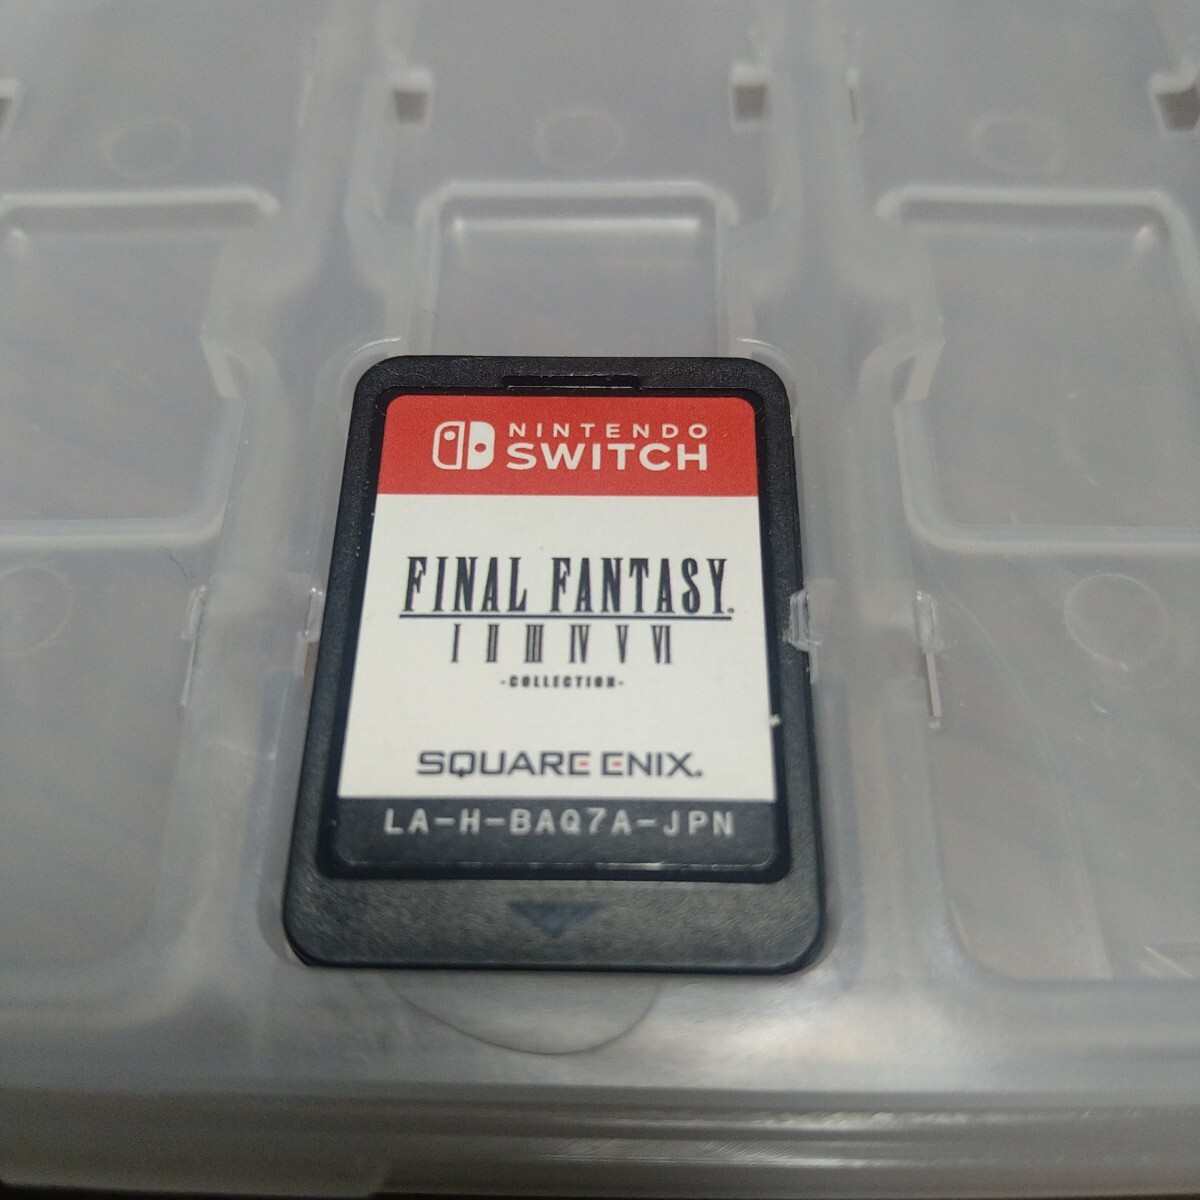 NINTENDO
SWITCH
FINAL FANTASY.
I II III IV V VI
-COLLECTION-
SQUARE ENIX.
LA-H-BAQ7A-JPN